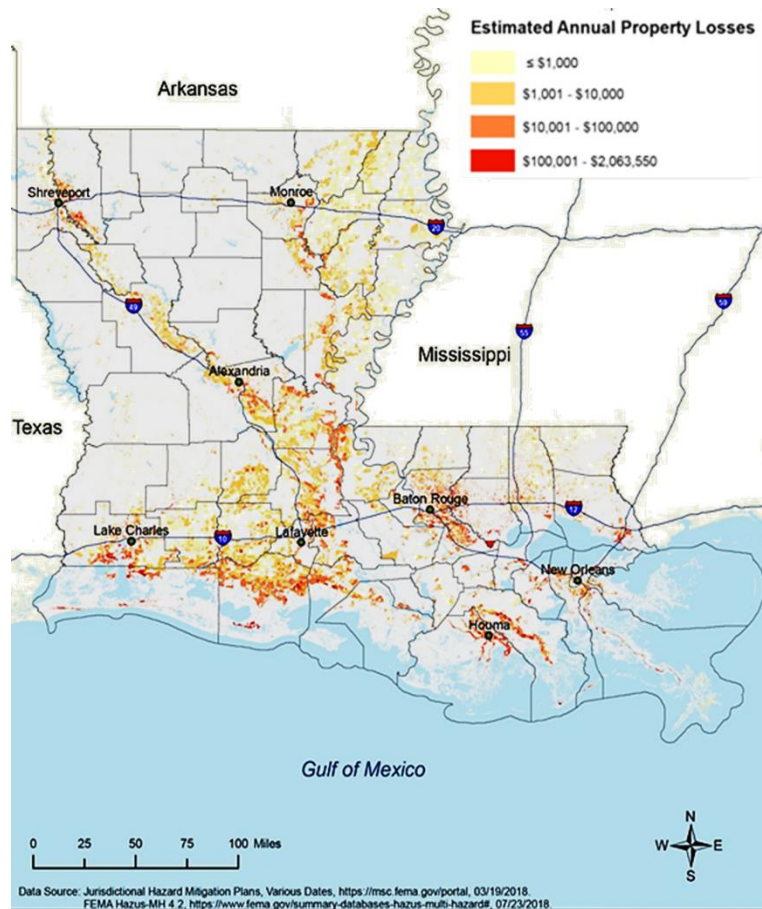 Estimated Annual Property Losses
≤ $1,000
$1,001 - $10,000
$10,001 - $100,000
$100,001 - $2,063,550
Arkansas
Shreveport
Monroe
20
49
55
59
Mississippi
Alexandria
Texas
Baton Rouge
12
Lake Charles
10
Lafayette
New Orleans
Houma
Gulf of Mexico
N
W E
S
0 25 50 100 Miles
Data Source: Jurisdictional Hazard Mitigation Plans, Various Dates, https://msc.fema.gov/portal, 03/19/2018.
FEMA Hazus-MH 4.2, https://www.fema.gov/summary-databases-hazus-multi-hazard#, 07/23/2018.